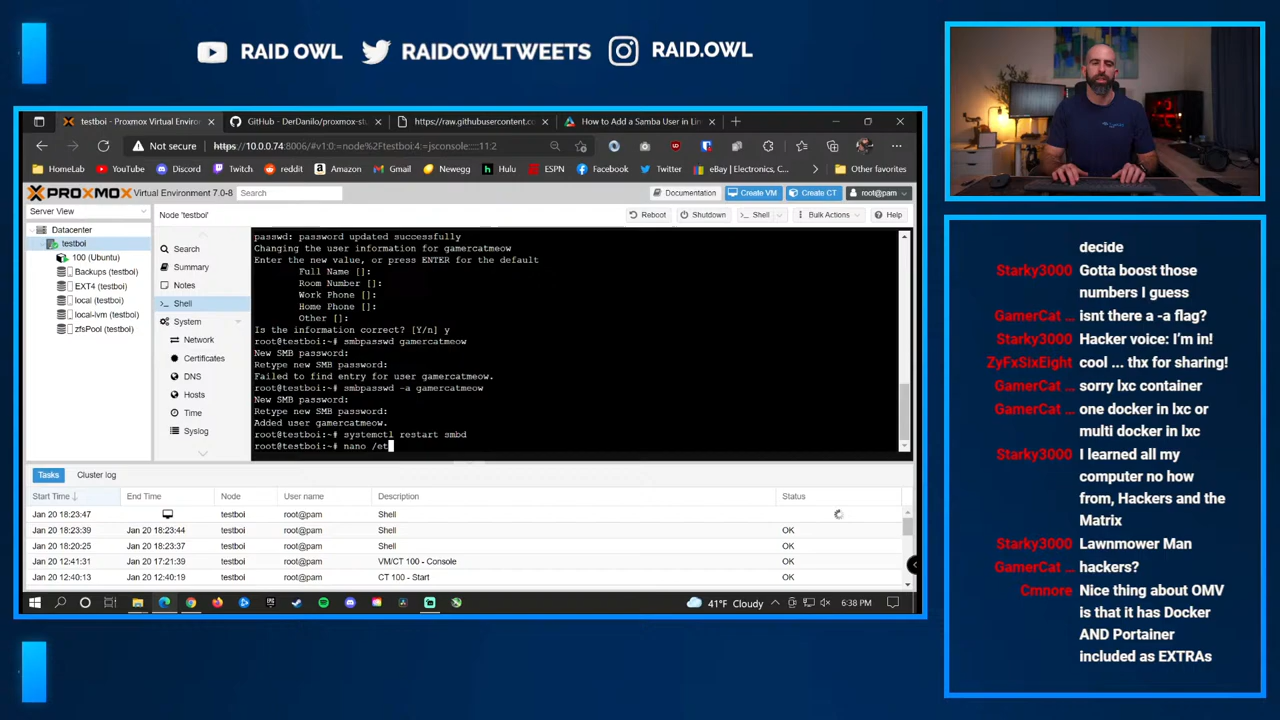 RAID OWL
RAIDOWLTWEETS
RAID.OWL
testboi - Proxmox Virtual Enviror
GitHub - DerDanilo/proxmox-stu
https://raw.githubusercontent.co
How to Add a Samba User in Lin
Not secure
https://10.0.0.74:8006/#v1:0:=node%2Ftestboi:4:=jsconsole:::::11:2
HomeLab
YouTube
Discord
Twitch
reddit
Amazon
Gmail
Newegg
Hulu
ESPN
Facebook
Twitter
eBay | Electronics, C...
Other favorites
PROXMOX Virtual Environment 7.0-8
Search
Documentation
Create VM
Create CT
root@pam
Server View
Node 'testboi'
Reboot
Shutdown
Shell
Bulk Actions
Help
Datacenter
testboi
100 (Ubuntu)
Backups (testboi)
EXT4 (testboi)
local (testboi)
local-lvm (testboi)
zfsPool (testboi)
Search
Summary
Notes
Shell
System
Network
Certificates
DNS
Hosts
Time
Syslog
passwd: password updated successfully
Changing the user information for gamercatmeow
Enter the new value, or press ENTER for the default
Full Name []:
Room Number []:
Work Phone []:
Home Phone []:
Other []:
Is the information correct? [Y/n] y
root@testboi:~# smbpasswd gamercatmeow
New SMB password:
Retype new SMB password:
Failed to find entry for user gamercatmeow.
root@testboi:~# smbpasswd -a gamercatmeow
New SMB password:
Retype new SMB password:
Added user gamercatmeow.
root@testboi:~# systemctl restart smbd
root@testboi:~# nano /et
Tasks
Cluster log
Start Time
End Time
Node
User name
Description
Status
Jan 20 18:23:47
testboi
root@pam
Shell
Jan 20 18:23:39
Jan 20 18:23:44
testboi
root@pam
Shell
OK
Jan 20 18:20:25
Jan 20 18:23:37
testboi
root@pam
Shell
OK
Jan 20 12:41:31
Jan 20 17:21:39
testboi
root@pam
VM/CT 100 - Console
OK
Jan 20 12:40:13
Jan 20 12:40:19
testboi
root@pam
CT 100 - Start
OK
41°F Cloudy
6:38 PM
decide
Starky3000 Gotta boost those
numbers I guess
GamerCat ... isnt there a -a flag?
Starky3000 Hacker voice: I'm in!
ZyFxSixEight cool ... thx for sharing!
GamerCat ... sorry lxc container
GamerCat ... one docker in lxc or
multi docker in lxc
Starky3000 I learned all my
computer no how
from, Hackers and the
Matrix
Starky3000 Lawnmower Man
GamerCat ... hackers?
Cmnore Nice thing about OMV
is that it has Docker
AND Portainer
included as EXTRAs